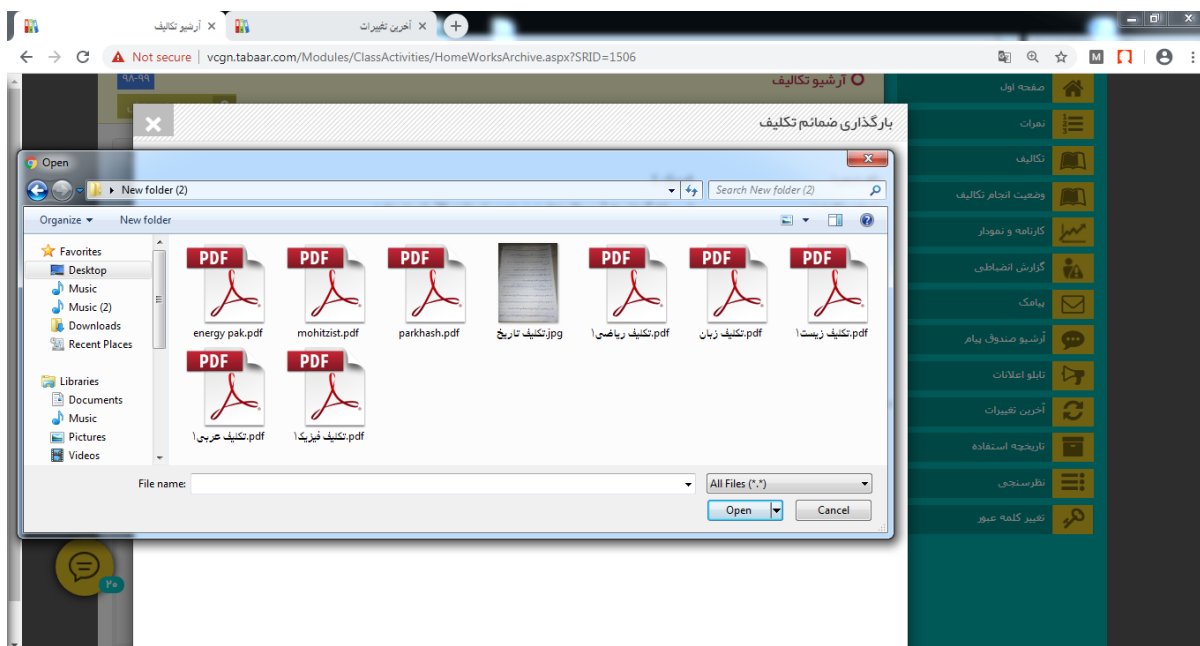 آرشیو تکالیف
آخرین تغییرات
Not secure | vcgn.tabaar.com/Modules/ClassActivities/HomeWorksArchive.aspx?SRID=1506
M
۹۸-۹۹
آرشیو تکالیف
بارگذاری ضمائم تکلیف
Open
New folder (2)
Search New folder (2)
Organize
New folder
Favorites
Desktop
Music
Music (2)
Downloads
Recent Places
Libraries
Documents
Music
Pictures
Videos
PDF
energy pak.pdf
PDF
mohitzist.pdf
PDF
parkhash.pdf
تکلیف تاریخ.jpg
PDF
تکلیف ریاضی۱.pdf
PDF
تکلیف زبان.pdf
PDF
تکلیف زیست۱.pdf
PDF
تکلیف عربی۱.pdf
PDF
تکلیف فیزیک۱.pdf
File name:
All Files (*.*)
Open
Cancel
صفحه اول
نمرات
تکالیف
وضعیت انجام تکالیف
کارنامه و نمودار
گزارش انضباطی
پیامک
آرشیو صندوق پیام
تابلو اعلانات
آخرین تغییرات
تاریخچه استفاده
نظرسنجی
تغییر کلمه عبور
۲۰